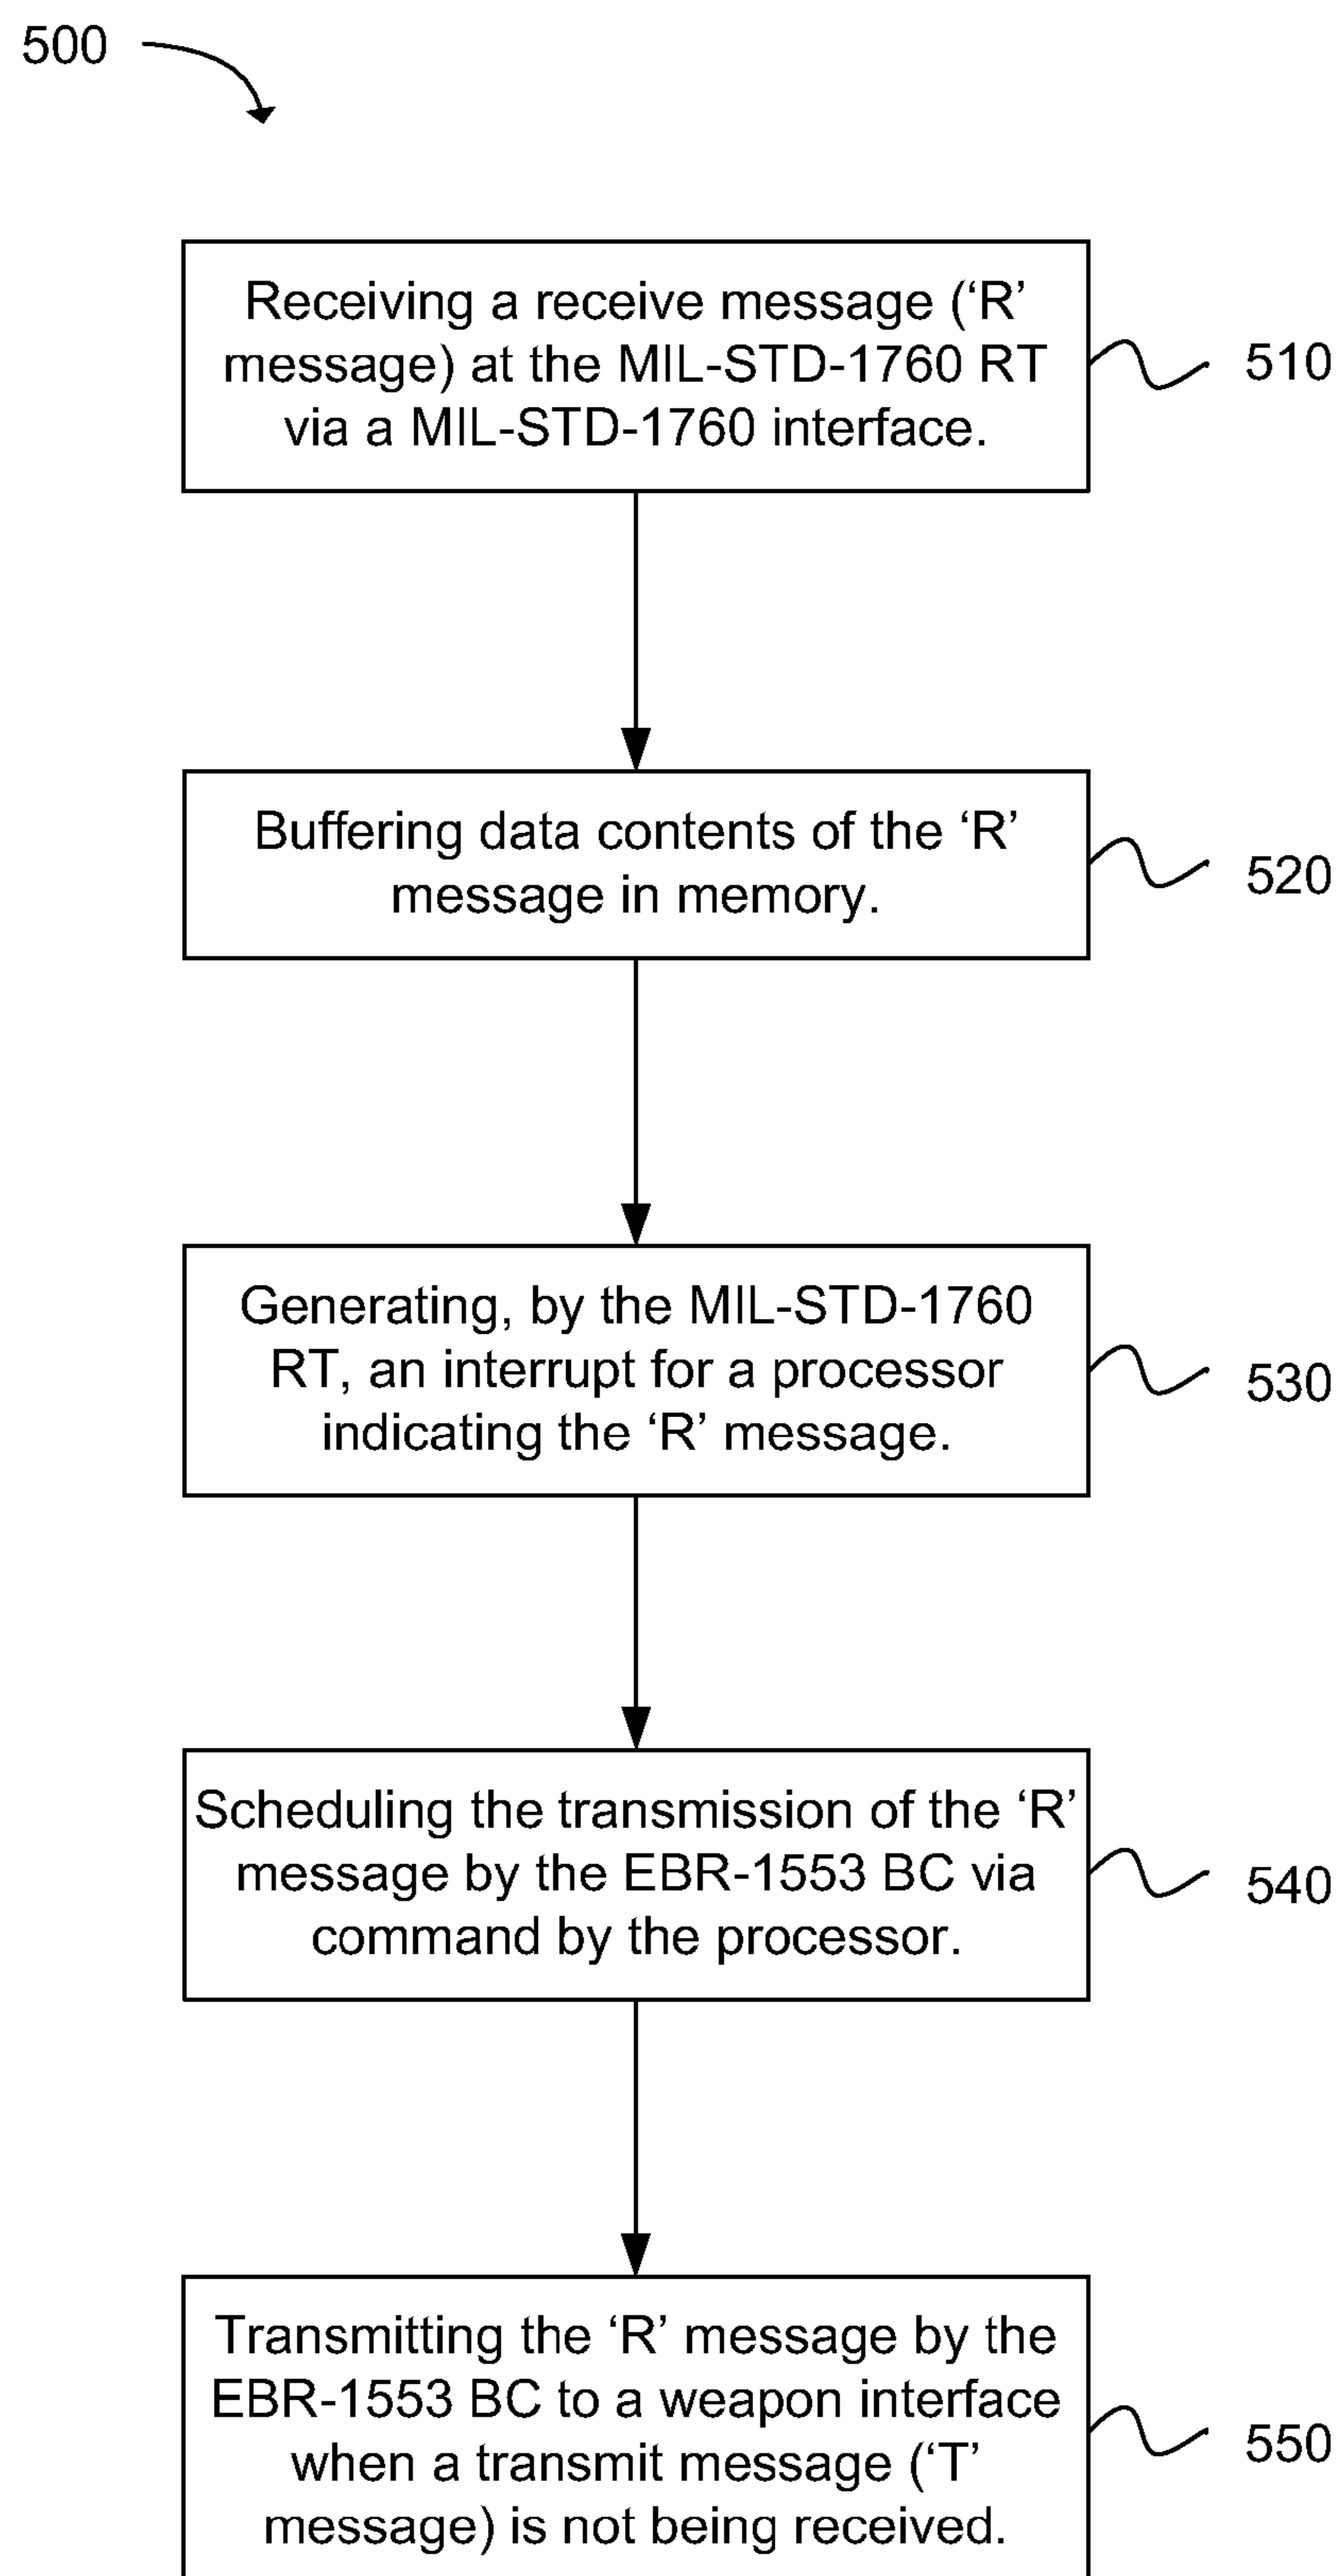 500
Receiving a receive message (‘R’
message) at the MIL-STD-1760 RT
via a MIL-STD-1760 interface.
510
Buffering data contents of the ‘R’
message in memory.
520
Generating, by the MIL-STD-1760
RT, an interrupt for a processor
indicating the ‘R’ message.
530
Scheduling the transmission of the ‘R’
message by the EBR-1553 BC via
command by the processor.
540
Transmitting the ‘R’ message by the
EBR-1553 BC to a weapon interface
when a transmit message (‘T’
message) is not being received.
550